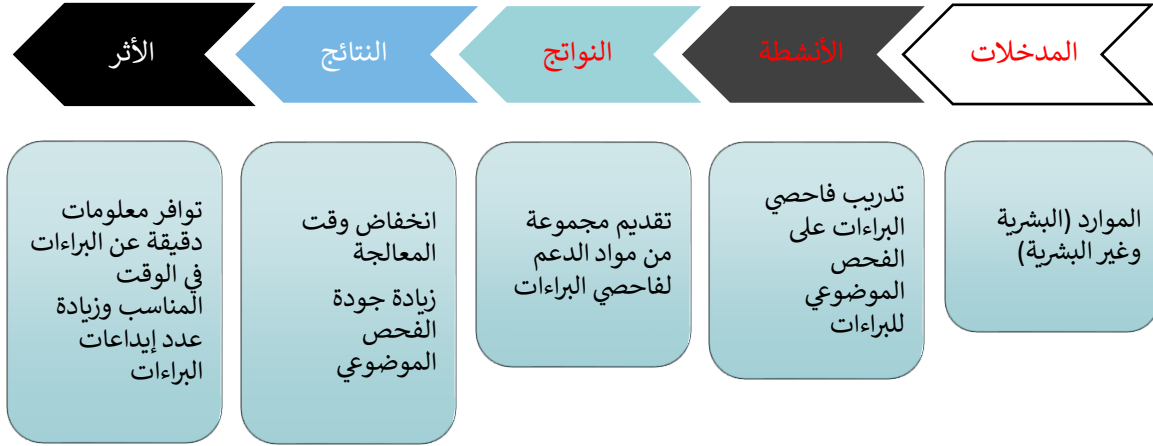 المدخلات
الأنشطة
النواتج
النتائج
الأثر
الموارد (البشرية
وغير البشرية)
تدريب فاحصي
البراءات على
الفحص
الموضوعي
للبراءات
تقديم مجموعة
من مواد الدعم
لفاحصي البراءات
انخفاض وقت
المعالجة
زيادة جودة
الفحص
الموضوعي
توافر معلومات
دقيقة عن البراءات
في الوقت
المناسب وزيادة
عدد إيداعات
البراءات